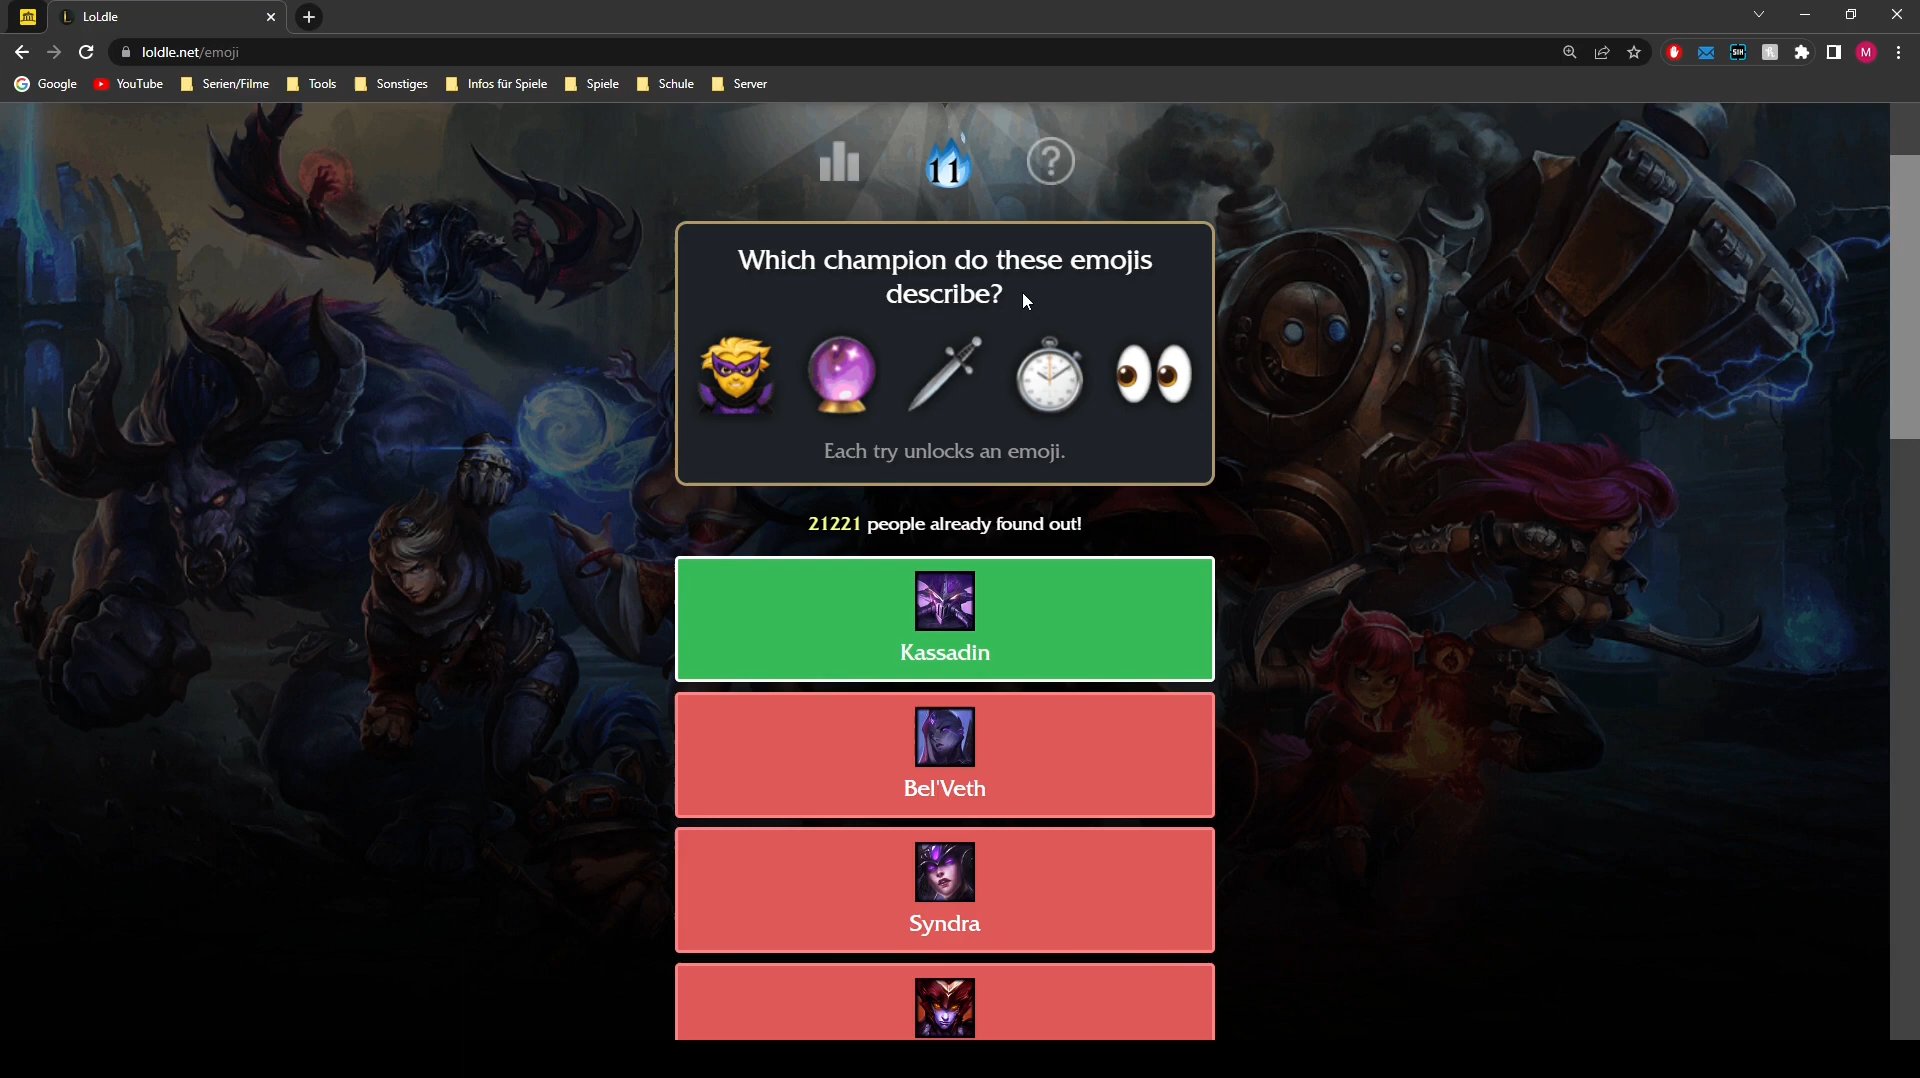 LoLdle
loldle.net/emoji
SIH
M
Google
YouTube
Serien/Filme
Tools
Sonstiges
Infos für Spiele
Spiele
Schule
Server
11
?
Which champion do these emojis
describe?
Each try unlocks an emoji.
21221 people already found out!
Kassadin
Bel'Veth
Syndra